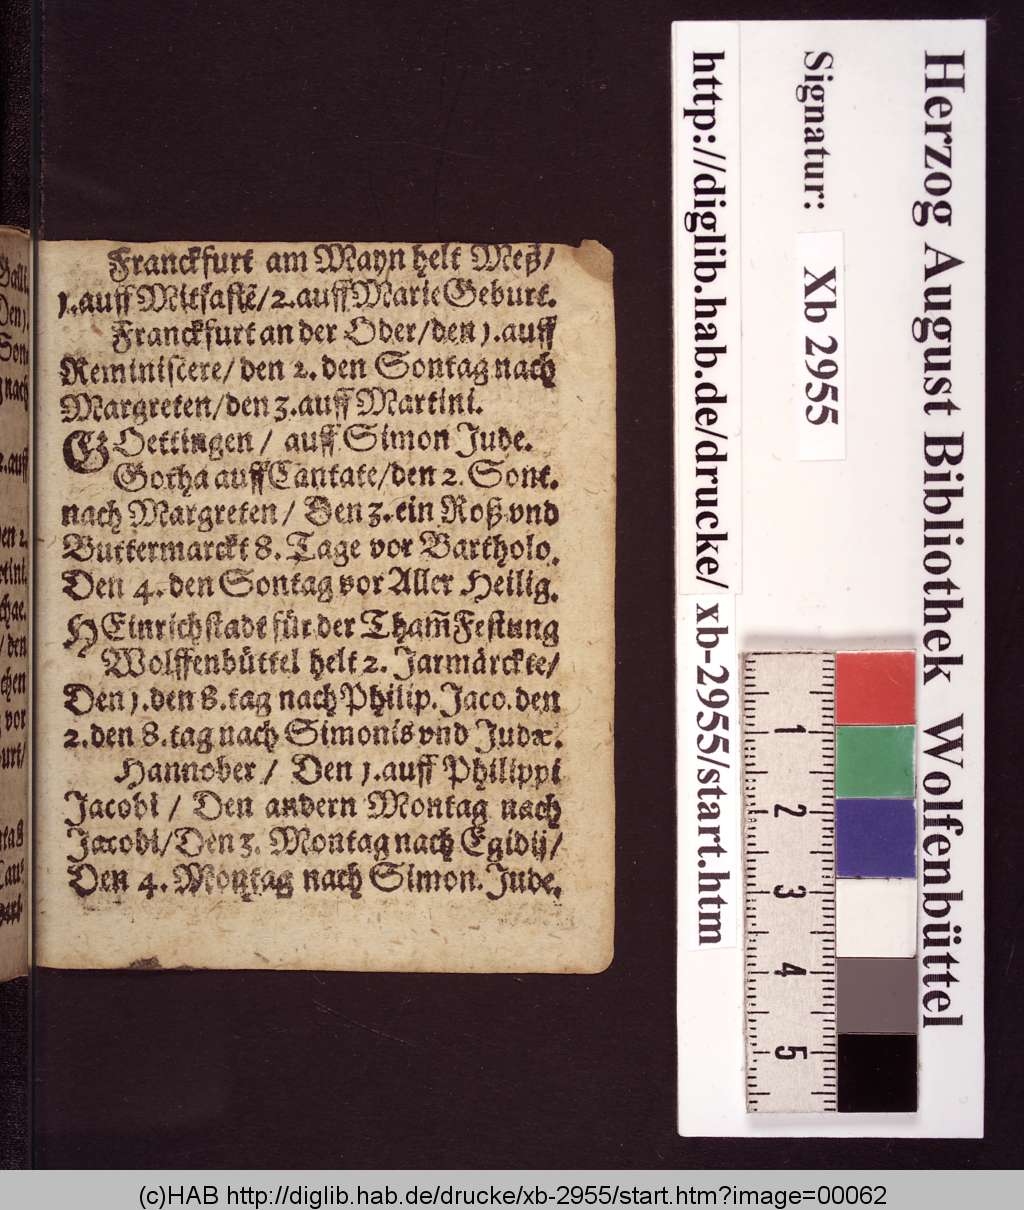 Franckfurt am Mayn helt Meß/
1.auff Mitfastẽ/2.auff Marie Geburt.
Franckfurt an der Oder/den 1.auff
Reminiscere/den 2. den Sontag nach
Margreten/den 3.auff Martini.
GOettingen / auff Simon Jude.
Gotha auff Cantate/den 2. Sont.
nach Margreten / Den 3. ein Roß vnd
Buttermarckt 8. Tage vor Bartholo.
Den 4. den Sontag vor Aller Heilig.
HEinrichstadt für der Tham̃ Festung
Wolffenbüttel helt 2. Jarmärckte/
Den 1.den 8.tag nach Philip. Jaco. den
2.den 8.tag nach Simonis vnd Judæ.
Hannober / Den 1.auff Philippi
Jacobi / Den andern Montag nach
Jacobi/Den 3. Montag nach Egidij/
Den 4. Montag nach Simon. Jude.
Herzog August Bibliothek Wolfenbüttel
Signatur: Xb 2955
http://diglib.hab.de/drucke/ xb-2955/start.htm
1
2
3
4
5
(c)HAB http://diglib.hab.de/drucke/xb-2955/start.htm?image=00062